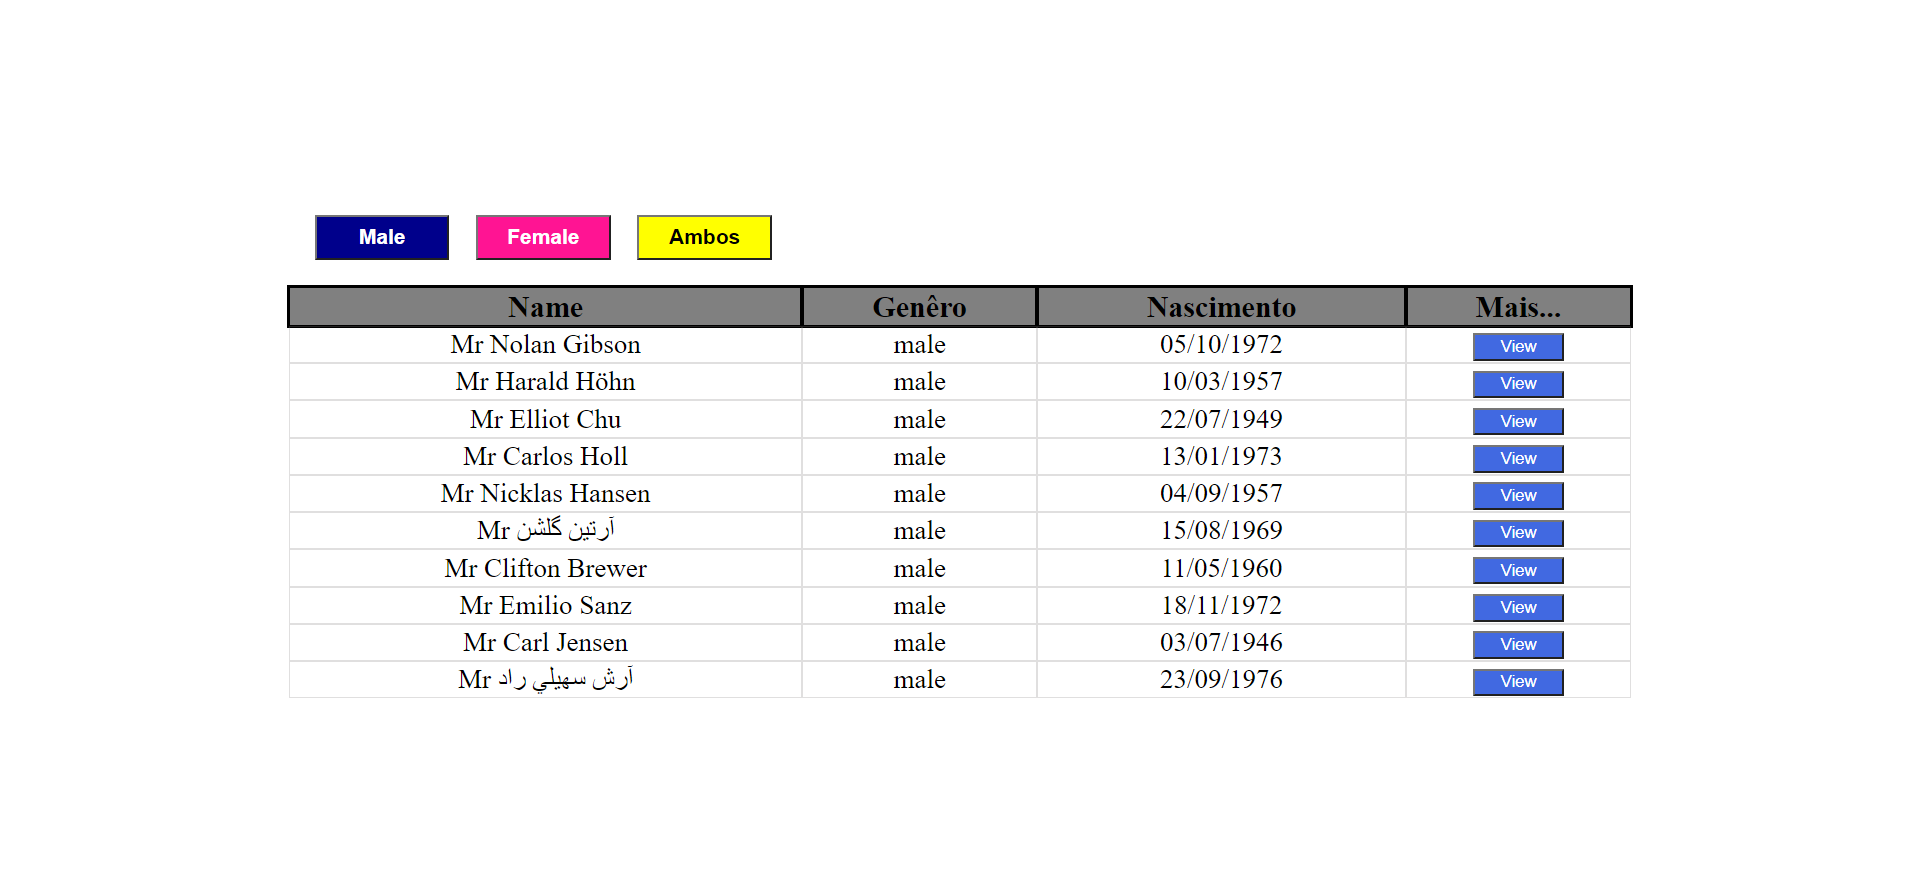 Male Female Ambos
Name Genêro Nascimento Mais...
Mr Nolan Gibson male 05/10/1972 View
Mr Harald Höhn male 10/03/1957 View
Mr Elliot Chu male 22/07/1949 View
Mr Carlos Holl male 13/01/1973 View
Mr Nicklas Hansen male 04/09/1957 View
Mr آرتين گلشن male 15/08/1969 View
Mr Clifton Brewer male 11/05/1960 View
Mr Emilio Sanz male 18/11/1972 View
Mr Carl Jensen male 03/07/1946 View
Mr آرش سهيلي راد male 23/09/1976 View